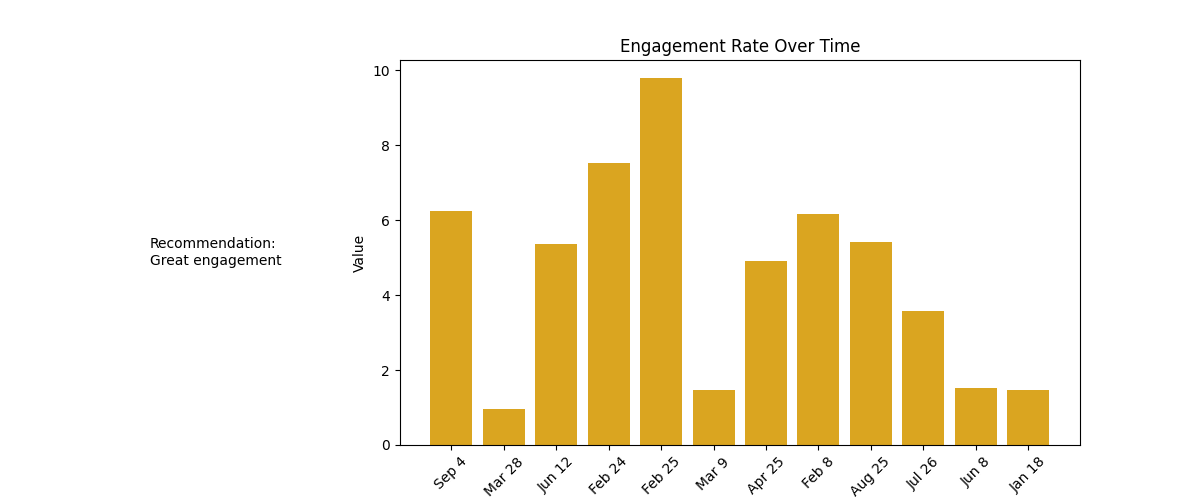 Engagement Rate Over Time
Recommendation:
Great engagement
Value
10
8
6
4
2
0
Sep 4
Mar 28
Jun 12
Feb 24
Feb 25
Mar 9
Apr 25
Feb 8
Aug 25
Jul 26
Jun 8
Jan 18